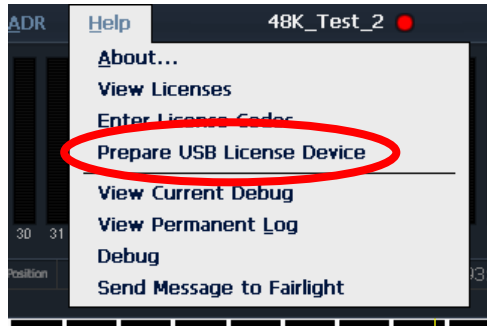 ADR Help 48K_Test_2
About...
View Licenses
Enter License Codes
Prepare USB License Device
View Current Debug
30 31 View Permanent Log
Debug
Position 93
Send Message to Fairlight